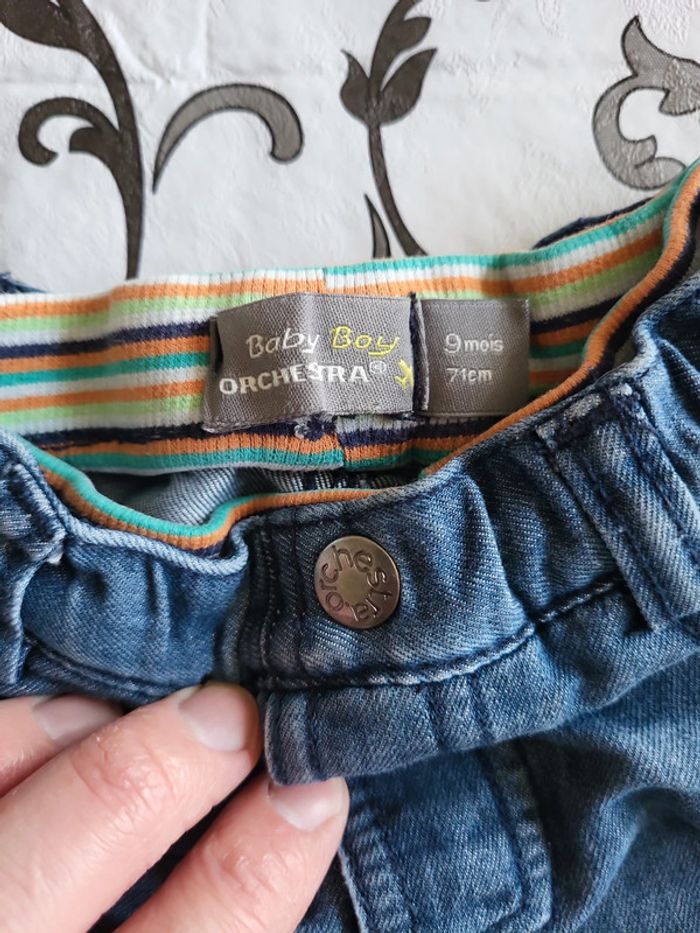 Baby Boy
ORCHESTRA®
9 mois
71cm
orchestra.